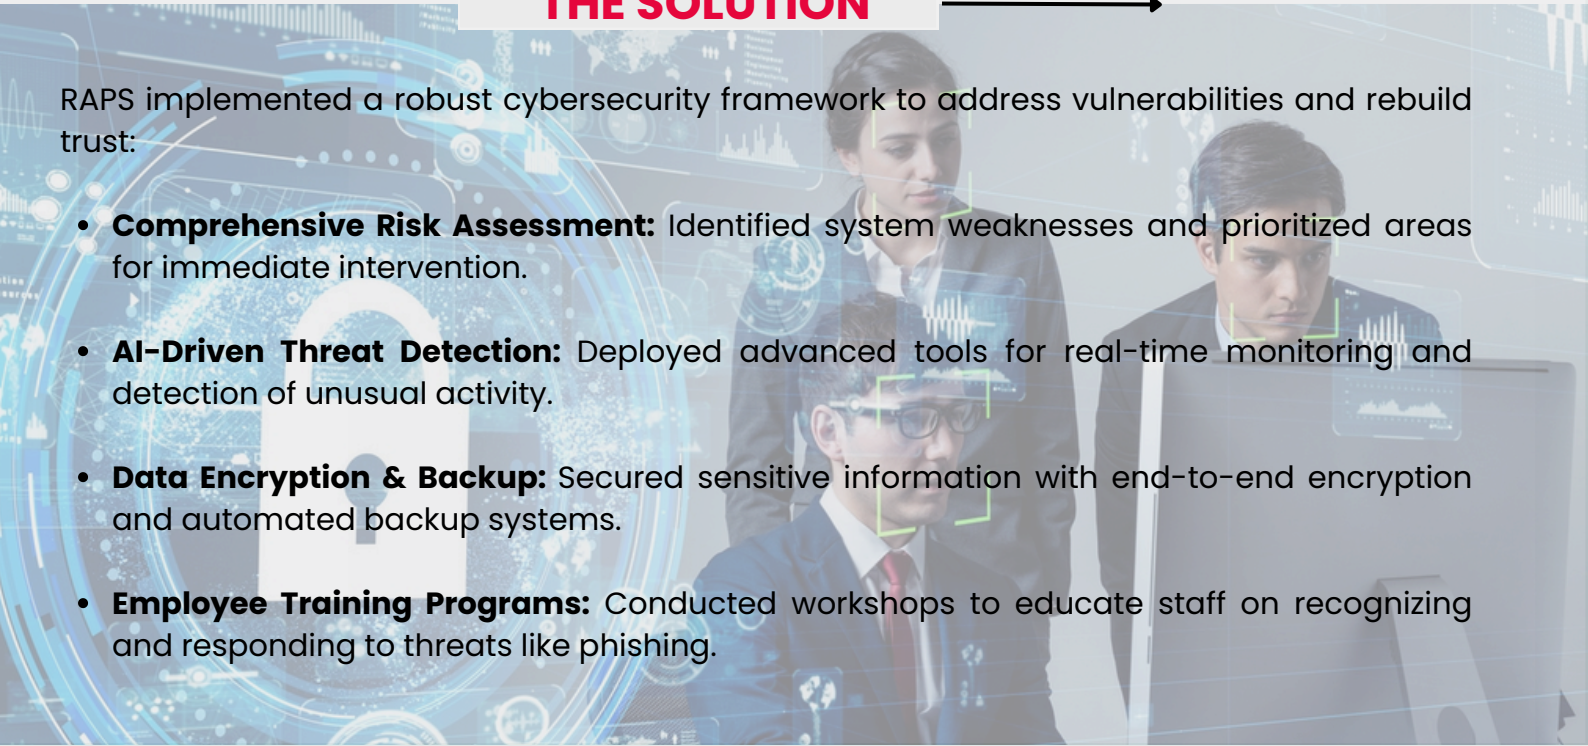 THE SOLUTION
RAPS implemented a robust cybersecurity framework to address vulnerabilities and rebuild
trust:
• Comprehensive Risk Assessment: Identified system weaknesses and prioritized areas
for immediate intervention.
• AI-Driven Threat Detection: Deployed advanced tools for real-time monitoring and
detection of unusual activity.
• Data Encryption & Backup: Secured sensitive information with end-to-end encryption
and automated backup systems.
• Employee Training Programs: Conducted workshops to educate staff on recognizing
and responding to threats like phishing.